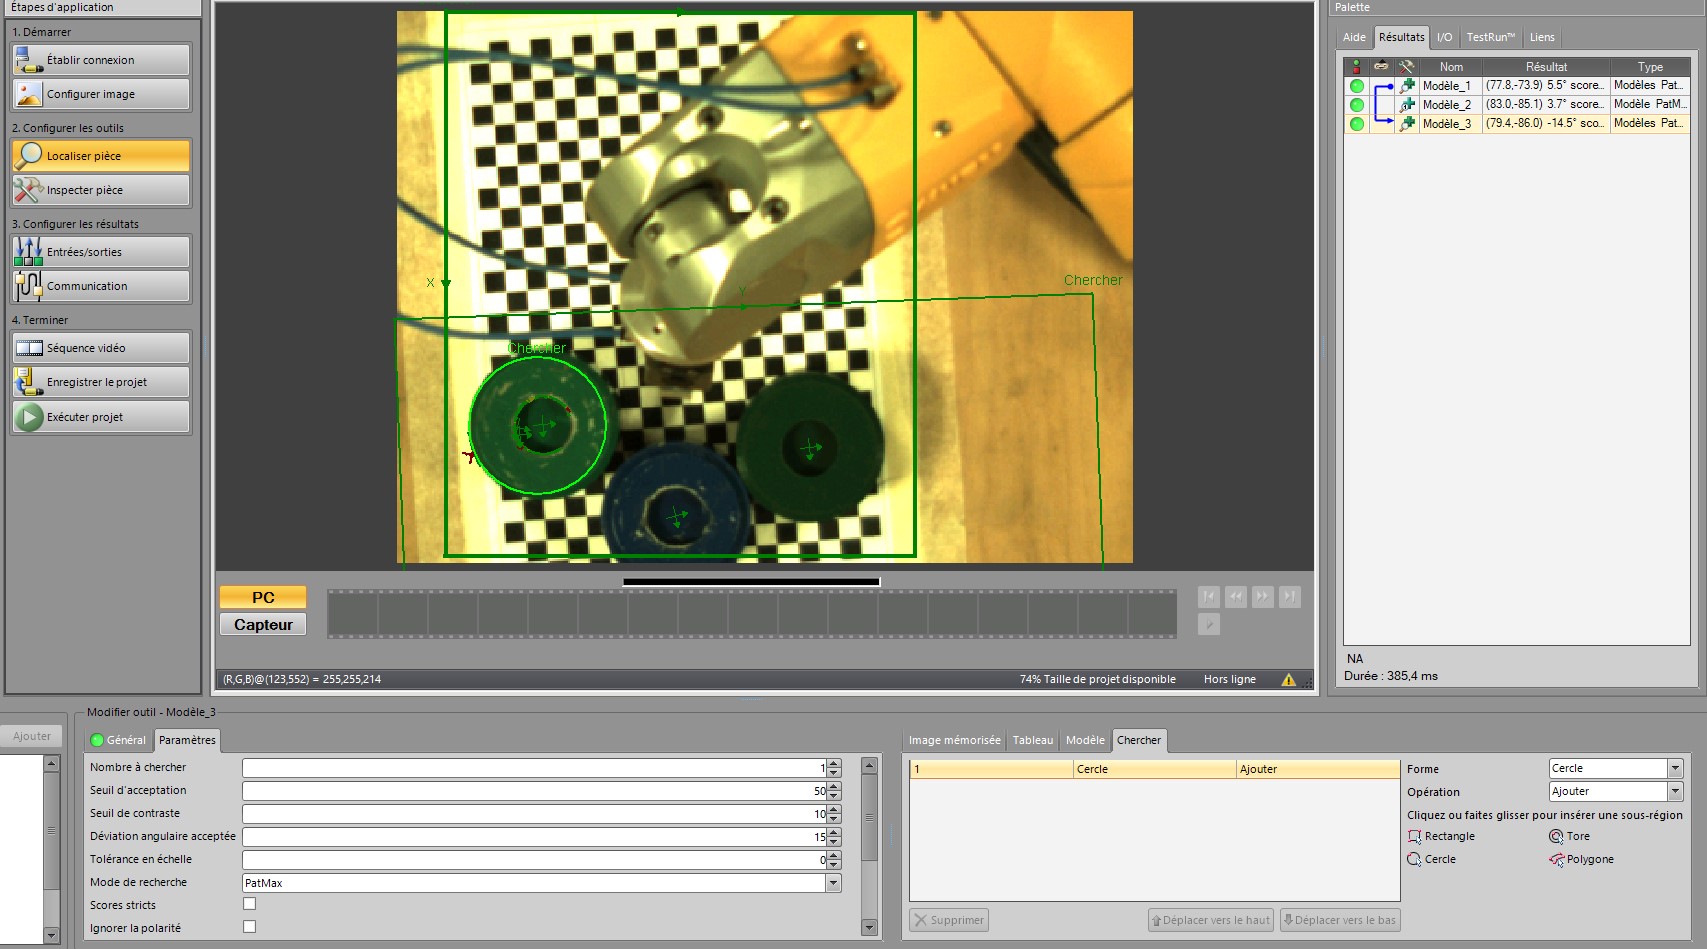 Étapes d'application
1. Démarrer
Établir connexion
Configurer image
2. Configurer les outils
Localiser pièce
Inspecter pièce
3. Configurer les résultats
Entrées/sorties
Communication
4. Terminer
Séquence vidéo
Enregistrer le projet
Exécuter projet
X
Y
Chercher
Chercher
PC
Capteur
(R,G,B)@(123,552) = 255,255,214
74% Taille de projet disponible
Hors ligne
Palette
Aide
Résultats
I/O
TestRun™
Liens
Nom Résultat Type
Modèle_1 (77.8,-73.9) 5.5° score... Modèles Pat...
Modèle_2 (83.0,-85.1) 3.7° score... Modèle PatM...
Modèle_3 (79.4,-86.0) -14.5° sco... Modèles Pat...
NA
Durée : 385,4 ms
Ajouter
Modifier outil - Modèle_3
Général
Paramètres
Nombre à chercher 1
Seuil d'acceptation 50
Seuil de contraste 10
Déviation angulaire acceptée 15
Tolérance en échelle 0
Mode de recherche PatMax
Scores stricts
Ignorer la polarité
Image mémorisée
Tableau
Modèle
Chercher
1 Cercle Ajouter
Supprimer
Déplacer vers le haut
Déplacer vers le bas
Forme Cercle
Opération Ajouter
Cliquez ou faites glisser pour insérer une sous-région
Rectangle
Tore
Cercle
Polygone